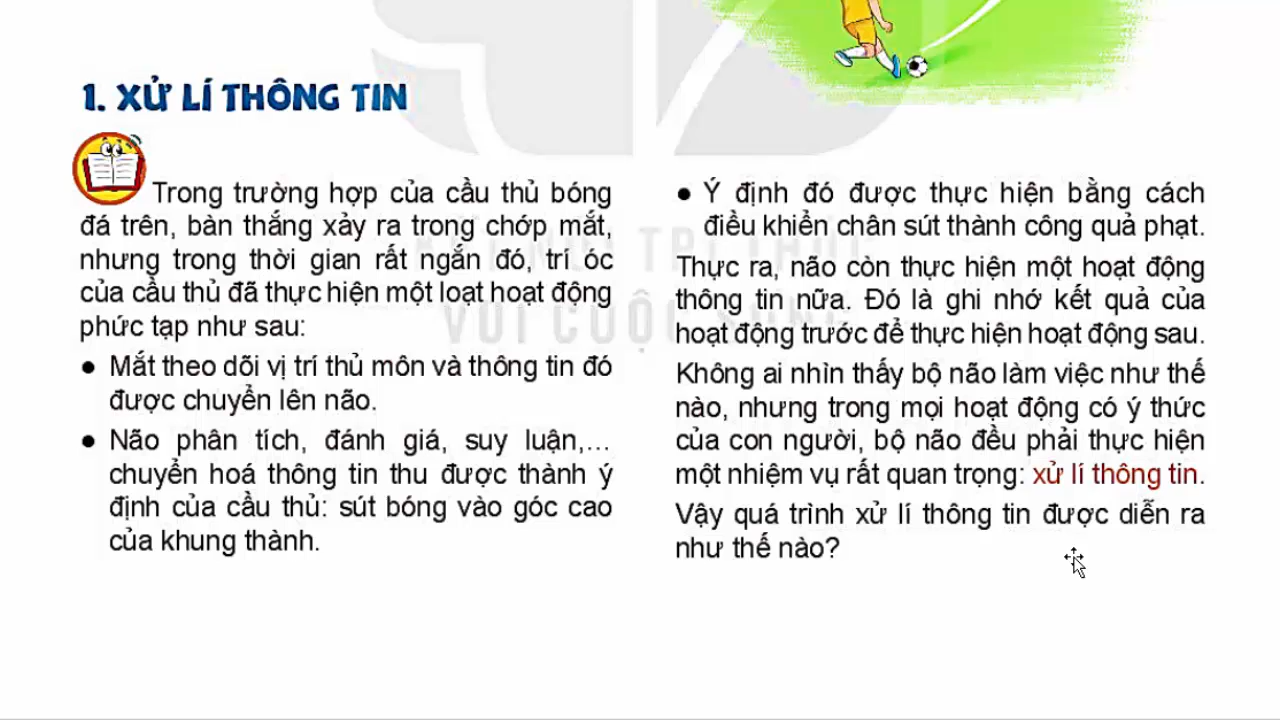 1. XỬ LÍ THÔNG TIN
Trong trường hợp của cầu thủ bóng
đá trên, bàn thắng xảy ra trong chớp mắt,
nhưng trong thời gian rất ngắn đó, trí óc
của cầu thủ đã thực hiện một loạt hoạt động
phức tạp như sau:
● Mắt theo dõi vị trí thủ môn và thông tin đó
được chuyển lên não.
● Não phân tích, đánh giá, suy luận,...
chuyển hoá thông tin thu được thành ý
định của cầu thủ: sút bóng vào góc cao
của khung thành.
● Ý định đó được thực hiện bằng cách
điều khiển chân sút thành công quả phạt.
Thực ra, não còn thực hiện một hoạt động
thông tin nữa. Đó là ghi nhớ kết quả của
hoạt động trước để thực hiện hoạt động sau.
Không ai nhìn thấy bộ não làm việc như thế
nào, nhưng trong mọi hoạt động có ý thức
của con người, bộ não đều phải thực hiện
một nhiệm vụ rất quan trọng: xử lí thông tin.
Vậy quá trình xử lí thông tin được diễn ra
như thế nào?